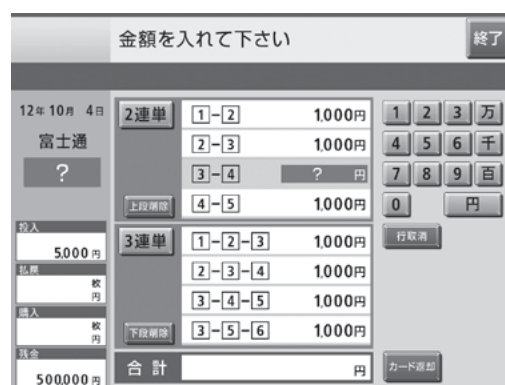 金額を入れて下さい
終了
12年10月 4日
富士通
?
投入
5,000円
払戻
枚
円
購入
枚
円
残金
500,000円
2連単
1-2 1,000円
2-3 1,000円
3-4 ? 円
上段削除
4-5 1,000円
3連単
1-2-3 1,000円
2-3-4 1,000円
3-4-5 1,000円
下段削除
3-5-6 1,000円
合計 円
1 2 3 万
4 5 6 千
7 8 9 百
0 円
行取消
カード返却